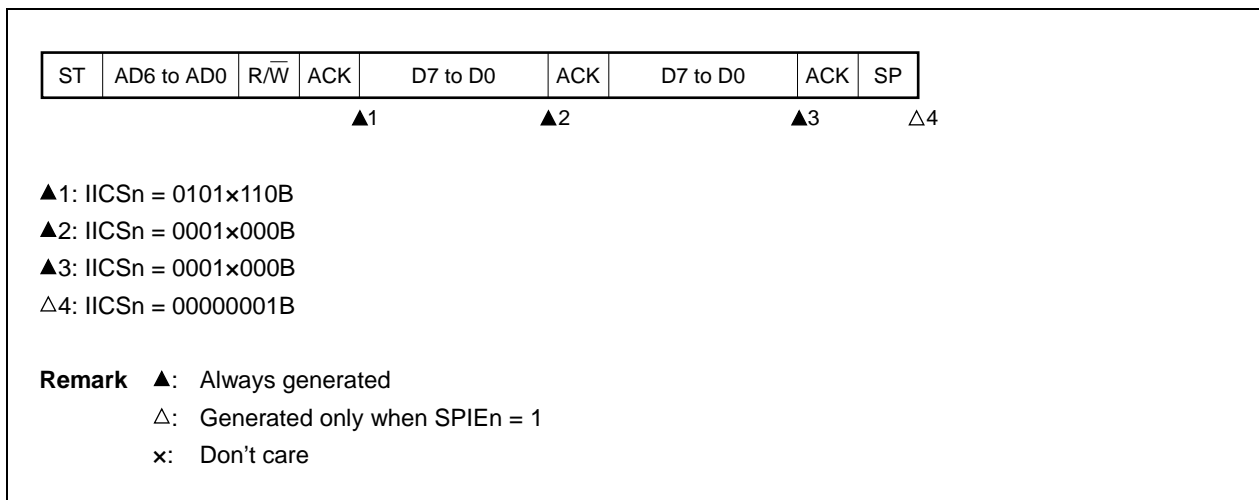 ST AD6 to AD0 R/W̅ ACK D7 to D0 ACK D7 to D0 ACK SP
▲1 ▲2 ▲3 △4
▲1: IICSn = 0101×110B
▲2: IICSn = 0001×000B
▲3: IICSn = 0001×000B
△4: IICSn = 00000001B
Remark ▲: Always generated
△: Generated only when SPIEn = 1
×: Don't care